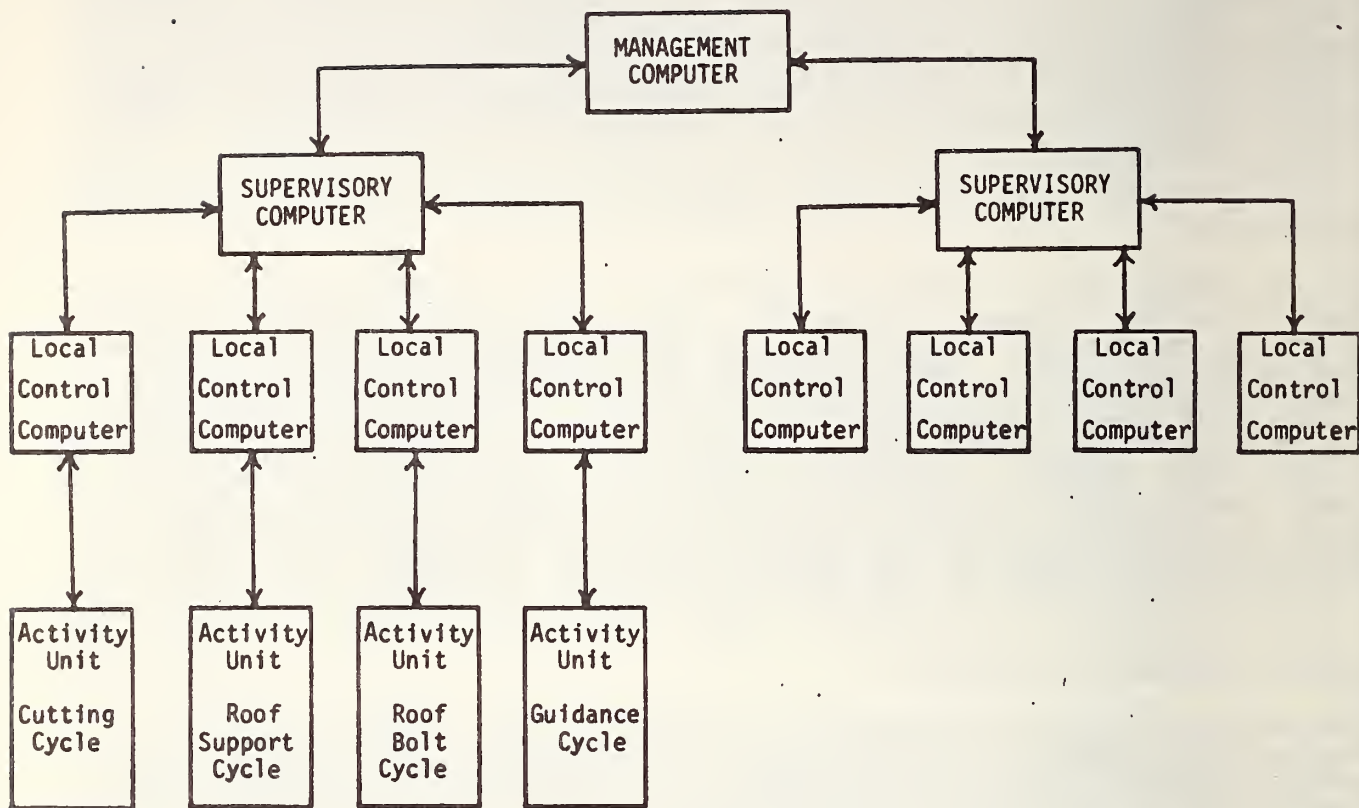 MANAGEMENT
COMPUTER
SUPERVISORY
COMPUTER
SUPERVISORY
COMPUTER
Local
Control
Computer
Local
Control
Computer
Local
Control
Computer
Local
Control
Computer
Local
Control
Computer
Local
Control
Computer
Local
Control
Computer
Local
Control
Computer
Activity
Unit
Cutting
Cycle
Activity
Unit
Roof
Support
Cycle
Activity
Unit
Roof
Bolt
Cycle
Activity
Unit
Guidance
Cycle